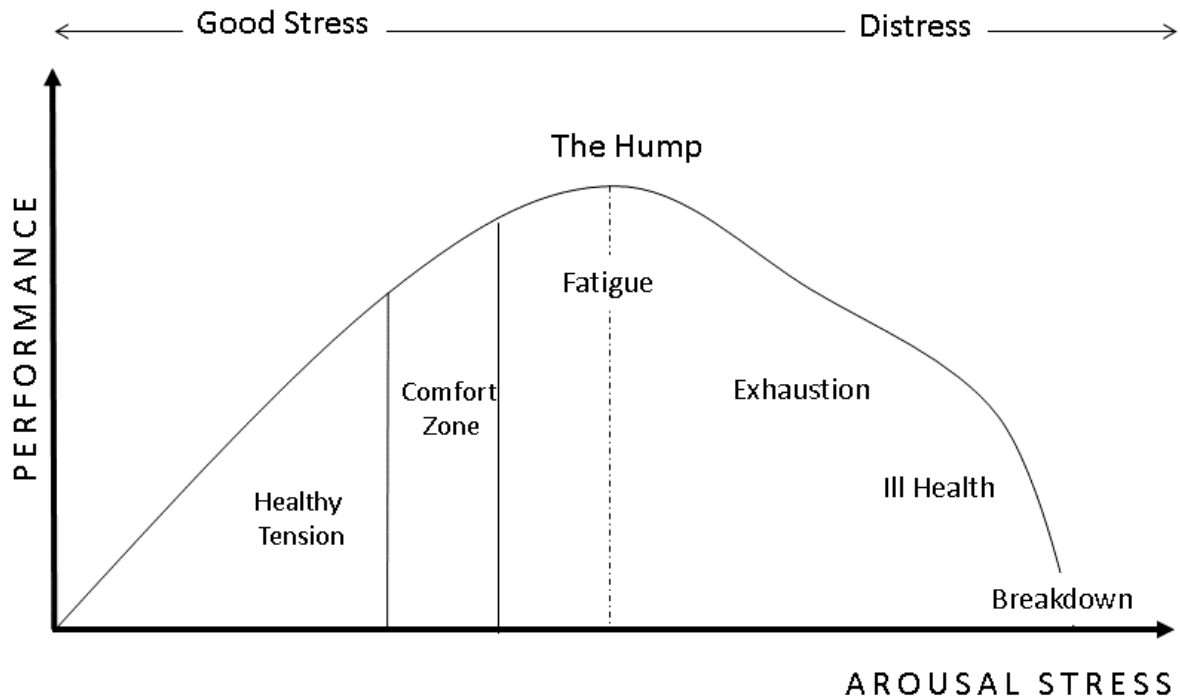 Good Stress
Distress
The Hump
PERFORMANCE
Fatigue
Comfort
Zone
Exhaustion
Healthy
Tension
Ill Health
Breakdown
AROUSAL STRESS